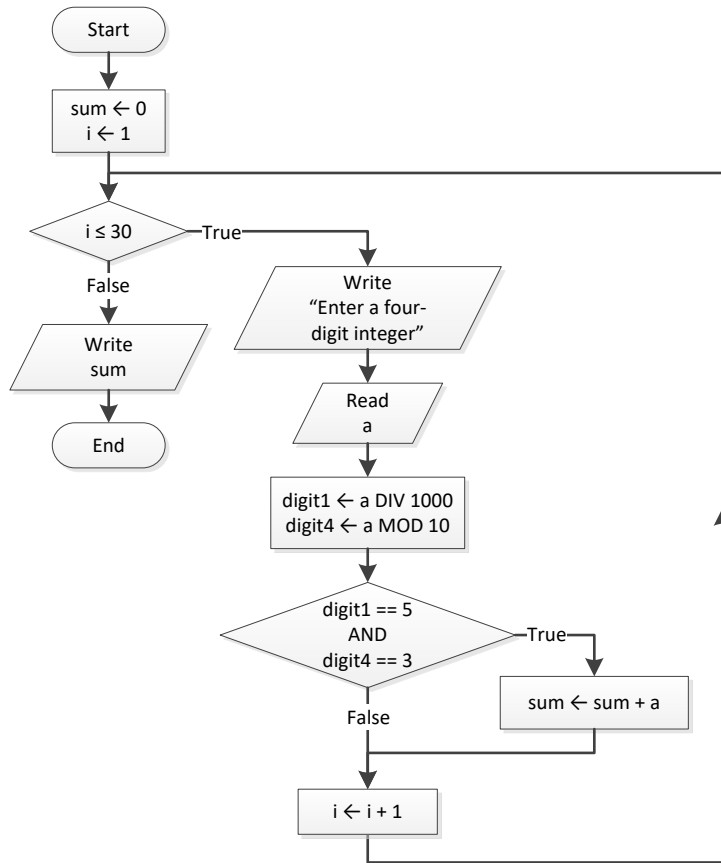 Start
sum ← 0
i ← 1
i ≤ 30
True
False
Write
sum
End
Write
“Enter a four-
digit integer”
Read
a
digit1 ← a DIV 1000
digit4 ← a MOD 10
digit1 == 5
AND
digit4 == 3
True
sum ← sum + a
False
i ← i + 1